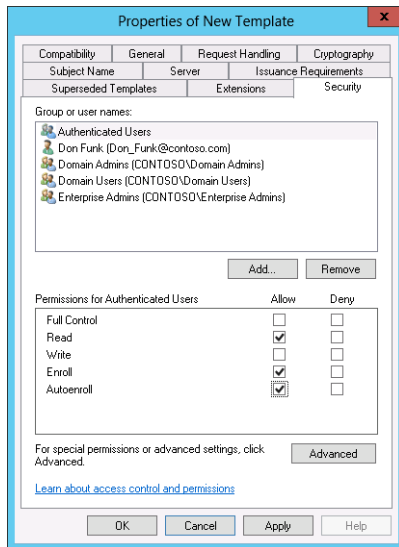 Properties of New Template
x
Compatibility General Request Handling Cryptography
Subject Name Server Issuance Requirements
Superseded Templates Extensions Security
Group or user names:
Authenticated Users
Don Funk (Don_Funk@contoso.com)
Domain Admins (CONTOSO\Domain Admins)
Domain Users (CONTOSO\Domain Users)
Enterprise Admins (CONTOSO\Enterprise Admins)
Add... Remove
Permissions for Authenticated Users Allow Deny
Full Control
Read
Write
Enroll
Autoenroll
For special permissions or advanced settings, click
Advanced.
Advanced
Learn about access control and permissions
OK Cancel Apply Help